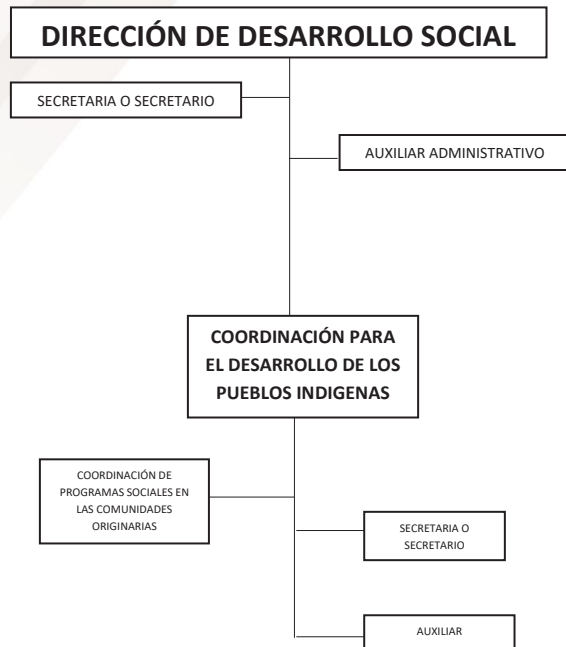 DIRECCIÓN DE DESARROLLO SOCIAL
SECRETARIA O SECRETARIO
AUXILIAR ADMINISTRATIVO
COORDINACIÓN PARA
EL DESARROLLO DE LOS
PUEBLOS INDIGENAS
COORDINACIÓN DE
PROGRAMAS SOCIALES EN
LAS COMUNIDADES
ORIGINARIAS
SECRETARIA O
SECRETARIO
AUXILIAR